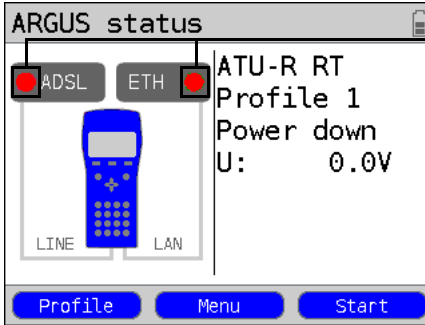 ARGUS status
ADSL ETH
ATU-R RT
Profile 1
Power down
U: 0.0V
LINE LAN
Profile Menu Start